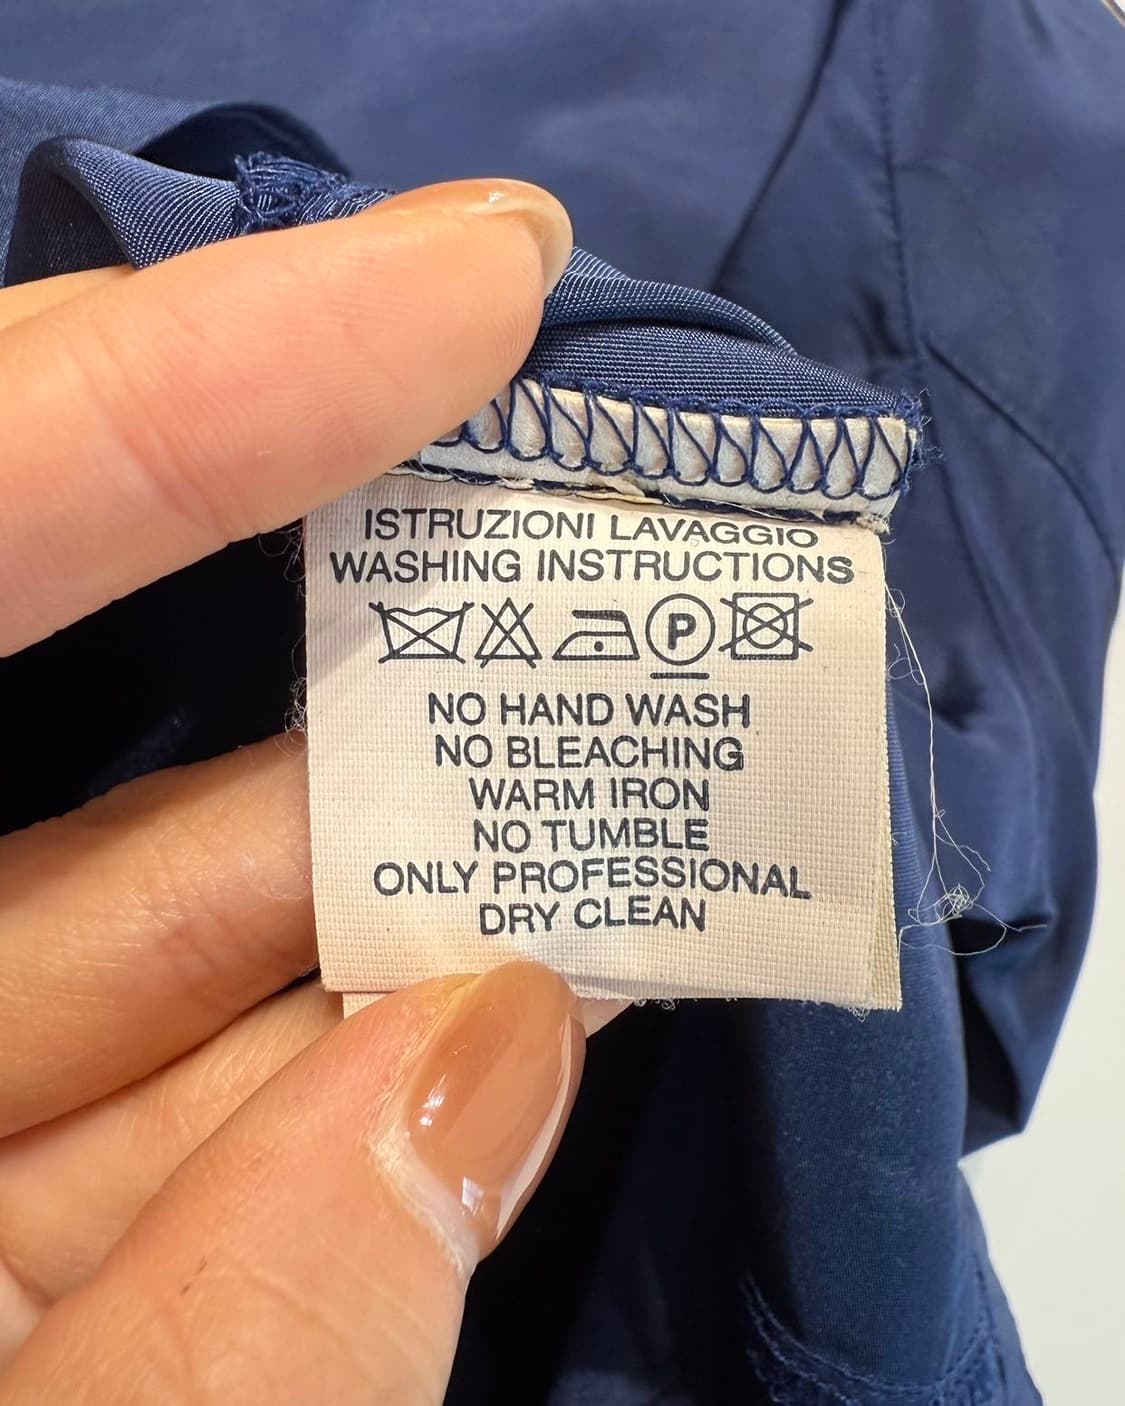 ISTRUZIONI LAVAGGIO
WASHING INSTRUCTIONS
P
NO HAND WASH
NO BLEACHING
WARM IRON
NO TUMBLE
ONLY PROFESSIONAL
DRY CLEAN